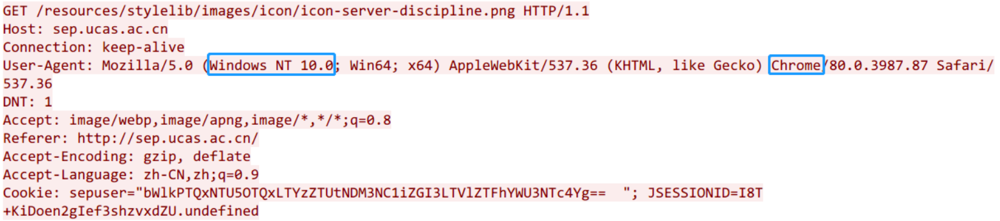 GET /resources/stylelib/images/icon/icon-server-discipline.png HTTP/1.1
Host: sep.ucas.ac.cn
Connection: keep-alive
User-Agent: Mozilla/5.0 (Windows NT 10.0; Win64; x64) AppleWebKit/537.36 (KHTML, like Gecko) Chrome/80.0.3987.87 Safari/
537.36
DNT: 1
Accept: image/webp,image/apng,image/*,*/*;q=0.8
Referer: http://sep.ucas.ac.cn/
Accept-Encoding: gzip, deflate
Accept-Language: zh-CN,zh;q=0.9
Cookie: sepuser="bWlkPTQxNTU5OTQxLTYzZTUtNDM3NC1iZGI3LTVlZTFhYWU3NTc4Yg==  "; JSESSIONID=I8T
+KiDoen2gIef3shzvxdZU.undefined